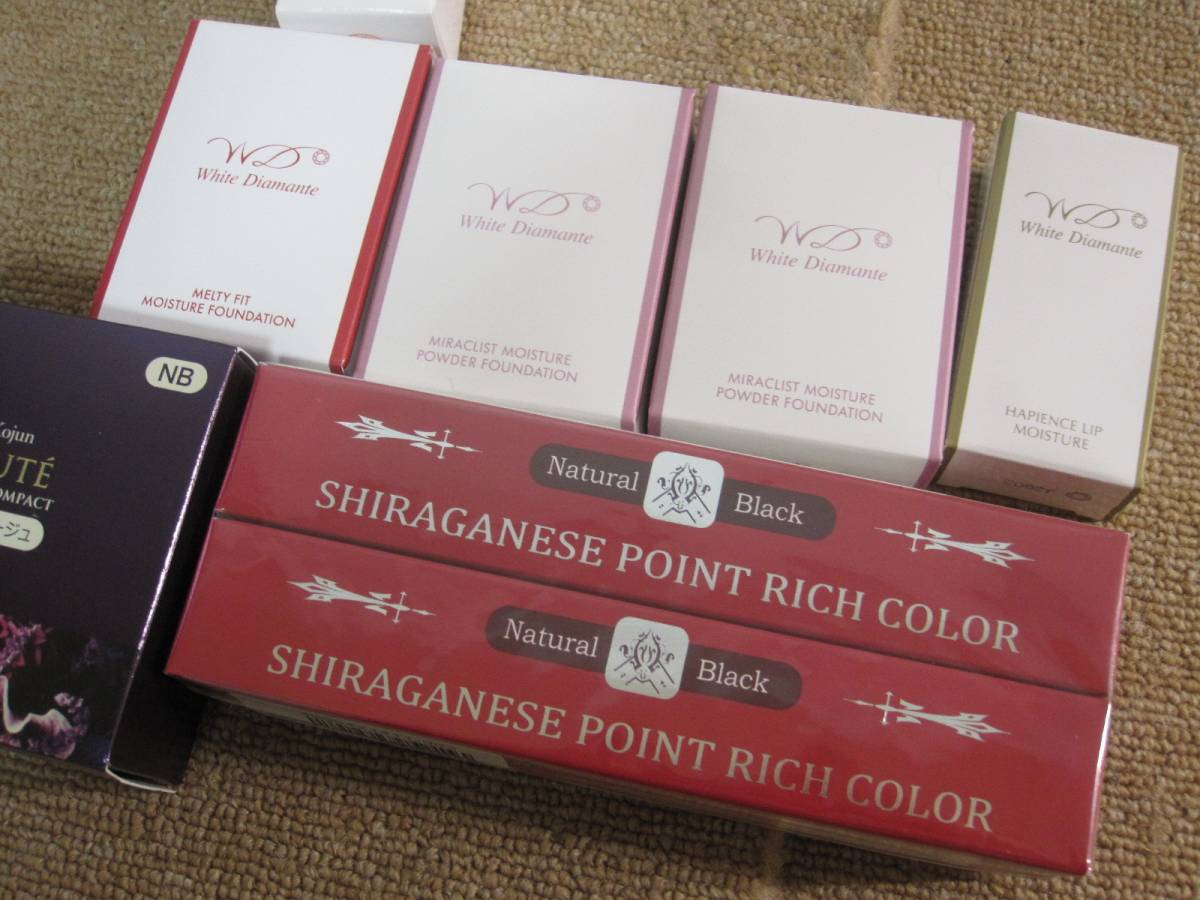 WD
White Diamante
MELTY FIT
MOISTURE FOUNDATION
WD
White Diamante
MIRACLIST MOISTURE
POWDER FOUNDATION
WD
White Diamante
MIRACLIST MOISTURE
POWDER FOUNDATION
WD
White Diamante
HAPIENCE LIP
MOISTURE
NB
Kojun
UTÉ
OMPACT
ージュ
Natural Black
SHIRAGANESE POINT RICH COLOR
Natural Black
SHIRAGANESE POINT RICH COLOR